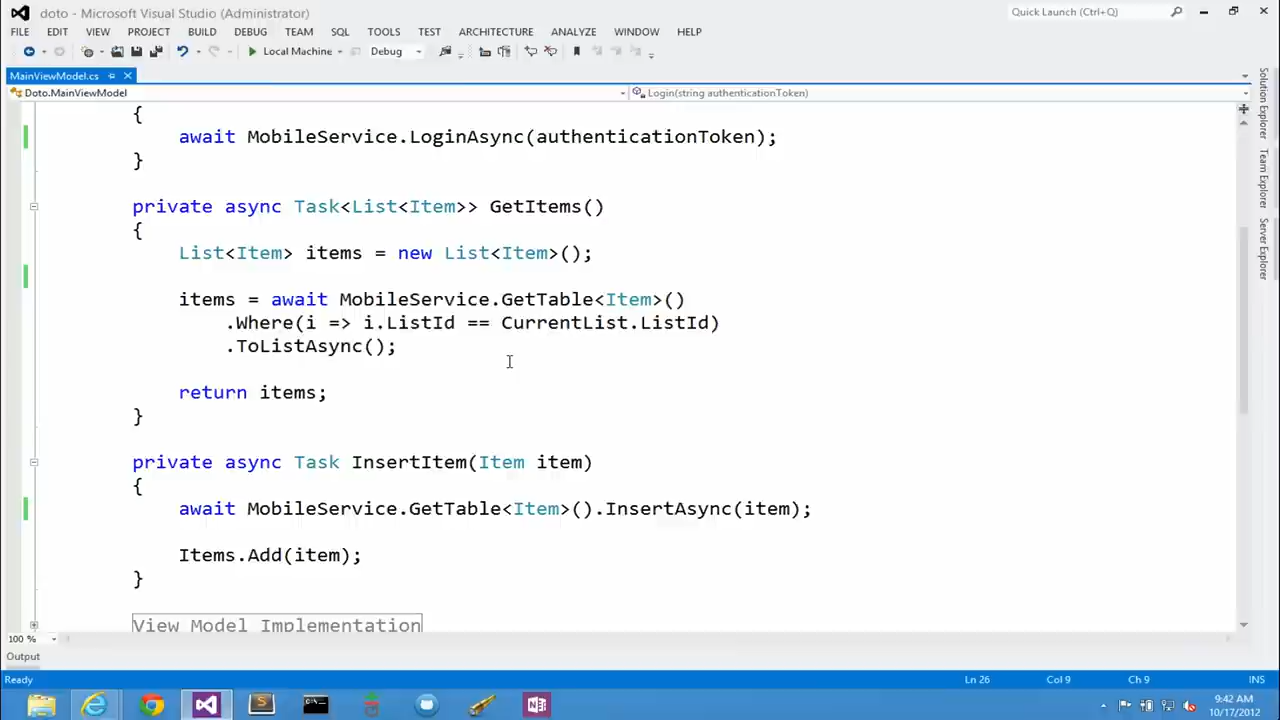 doto - Microsoft Visual Studio (Administrator)
Quick Launch (Ctrl+Q)
FILE EDIT VIEW PROJECT BUILD DEBUG TEAM SQL TOOLS TEST ARCHITECTURE ANALYZE WINDOW HELP
Local Machine Debug
MainViewModel.cs
Doto.MainViewModel
Login(string authenticationToken)
{
await MobileService.LoginAsync(authenticationToken);
}
private async Task<List<Item>> GetItems()
{
List<Item> items = new List<Item>();
items = await MobileService.GetTable<Item>()
.Where(i => i.ListId == CurrentList.ListId)
.ToListAsync();
return items;
}
private async Task InsertItem(Item item)
{
await MobileService.GetTable<Item>().InsertAsync(item);
Items.Add(item);
}
View Model Implementation
100 %
Output
Ready
Ln 26 Col 9 Ch 9 INS
9:42 AM
10/17/2012
Solution Explorer
Team Explorer
Server Explorer